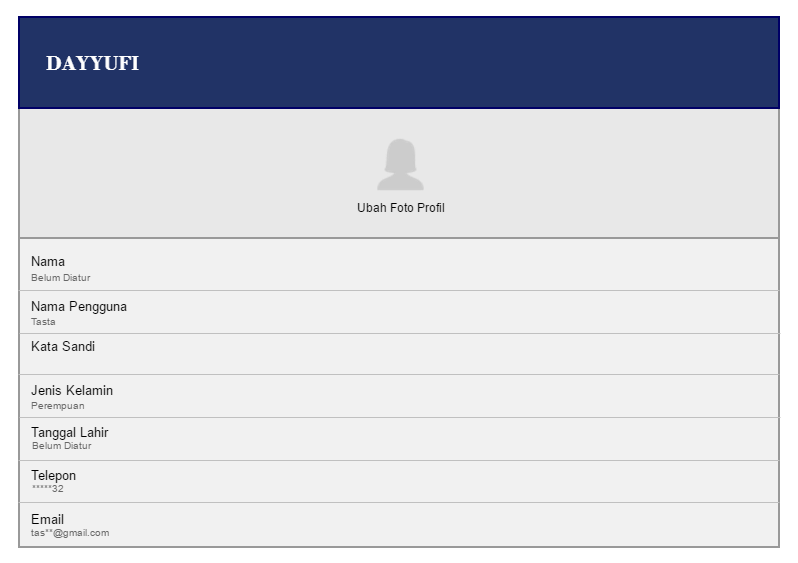 DAYYUFI
Ubah Foto Profil
Nama
Belum Diatur
Nama Pengguna
Tasta
Kata Sandi
Jenis Kelamin
Perempuan
Tanggal Lahir
Belum Diatur
Telepon
*****32
Email
tas**@gmail.com